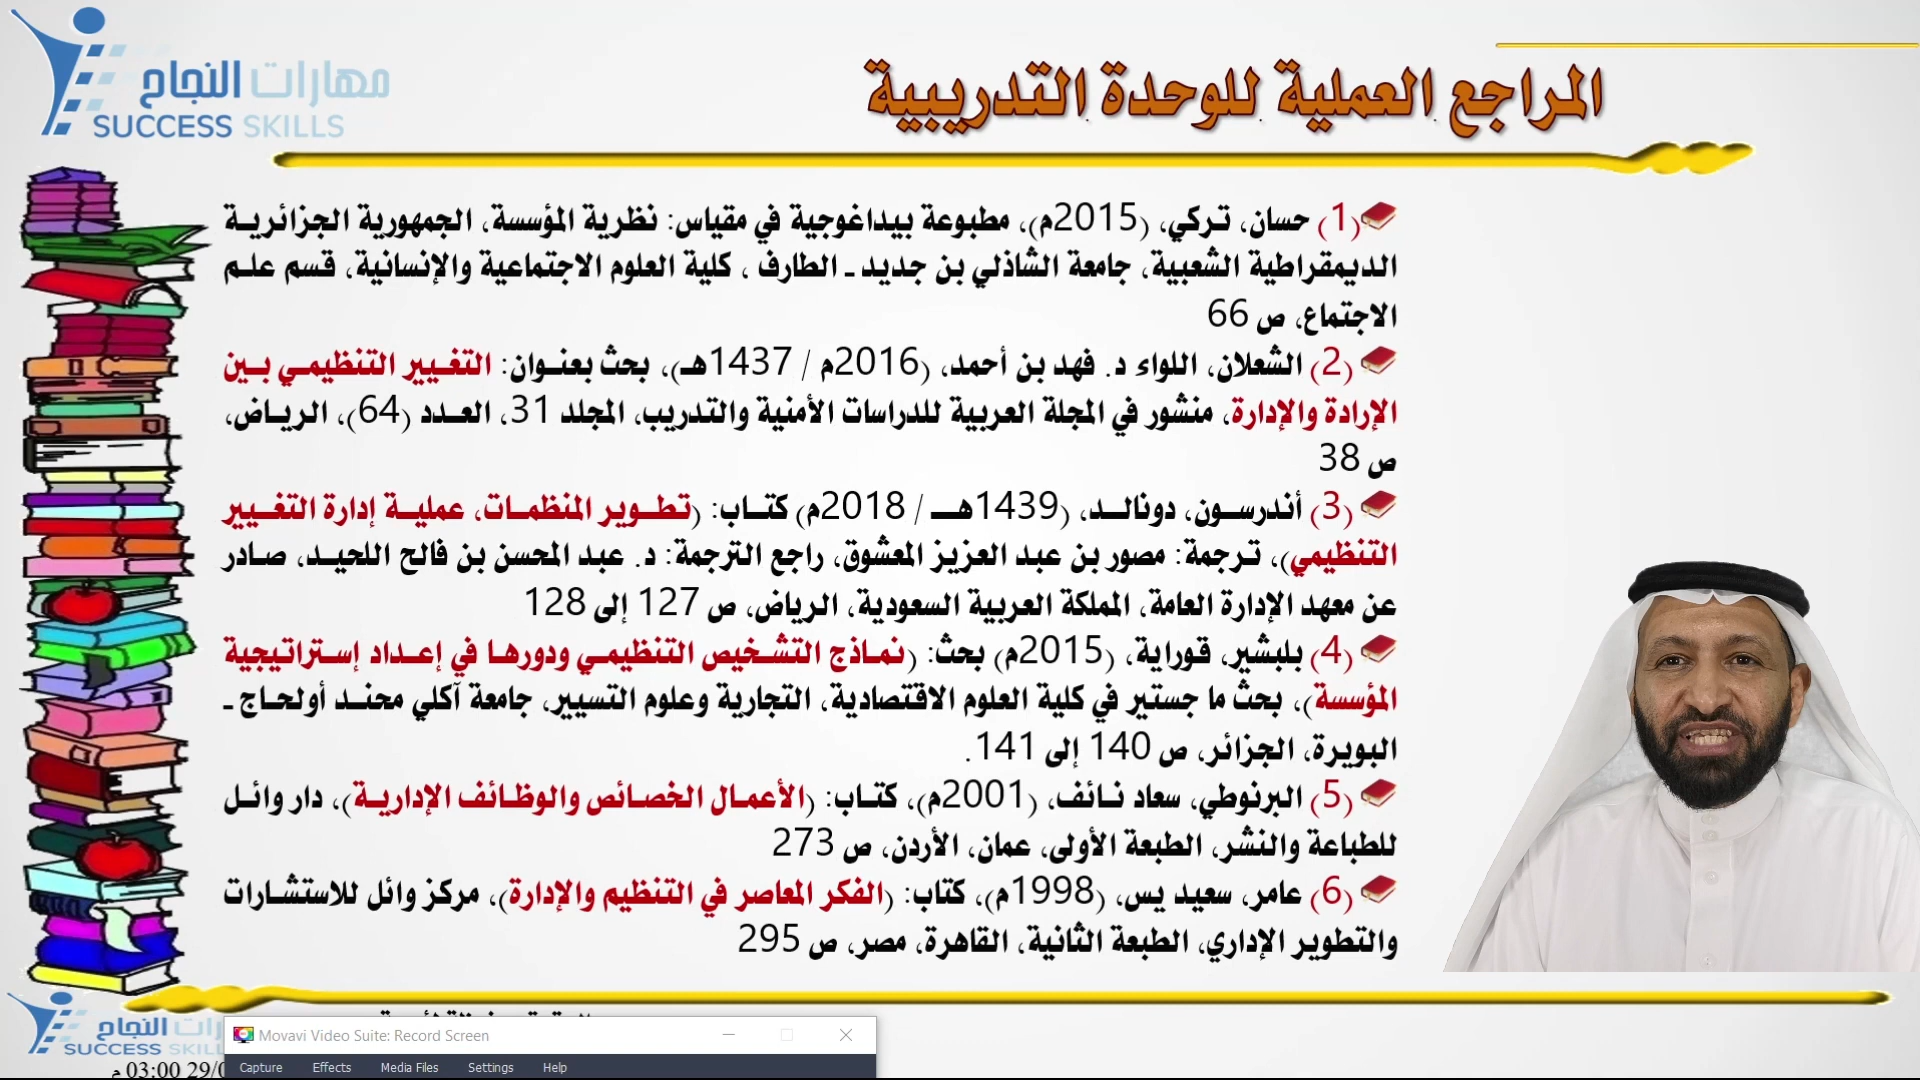 مهارات النجاح
SUCCESS SKILLS
المراجع العملية للوحدة التدريبية
(1) حسان، تركي، (2015م)، مطبوعة بيداغوجية في مقياس: نظرية المؤسسة، الجمهورية الجزائرية
الديمقراطية الشعبية، جامعة الشاذلي بن جديد ـ الطارف ، كلية العلوم الاجتماعية والإنسانية، قسم علم
الاجتماع، ص 66
(2) الشعلان، اللواء د. فهد بن أحمد، (2016م / 1437هـ)، بحث بعنوان: التغيير التنظيمي بين
الإرادة والإدارة، منشور في المجلة العربية للدراسات الأمنية والتدريب، المجلد 31، العدد (64)، الرياض،
ص 38
(3) أندرسون، دونالد، (1439هـ / 2018م) كتاب: (تطوير المنظمات، عملية إدارة التغيير
التنظيمي)، ترجمة: مصور بن عبد العزيز المعشوق، راجع الترجمة: د. عبد المحسن بن فالح اللحيد، صادر
عن معهد الإدارة العامة، المملكة العربية السعودية، الرياض، ص 127 إلى 128
(4) بلبشير، قوراية، (2015م) بحث: (نماذج التشخيص التنظيمي ودورها في إعداد إستراتيجية
المؤسسة)، بحث ما جستير في كلية العلوم الاقتصادية، التجارية وعلوم التسيير، جامعة آكلي محند أولحاج ـ
البويرة، الجزائر، ص 140 إلى 141.
(5) البرنوطي، سعاد نائف، (2001م)، كتاب: (الأعمال الخصائص والوظائف الإدارية)، دار وائل
للطباعة والنشر، الطبعة الأولى، عمان، الأردن، ص 273
(6) عامر، سعيد يس، (1998م)، كتاب: (الفكر المعاصر في التنظيم والإدارة)، مركز وائل للاستشارات
والتطوير الإداري، الطبعة الثانية، القاهرة، مصر، ص 295
النجاح
SUCCESS
Movavi Video Suite: Record Screen
Capture Effects Media Files Settings Help
03:00 م